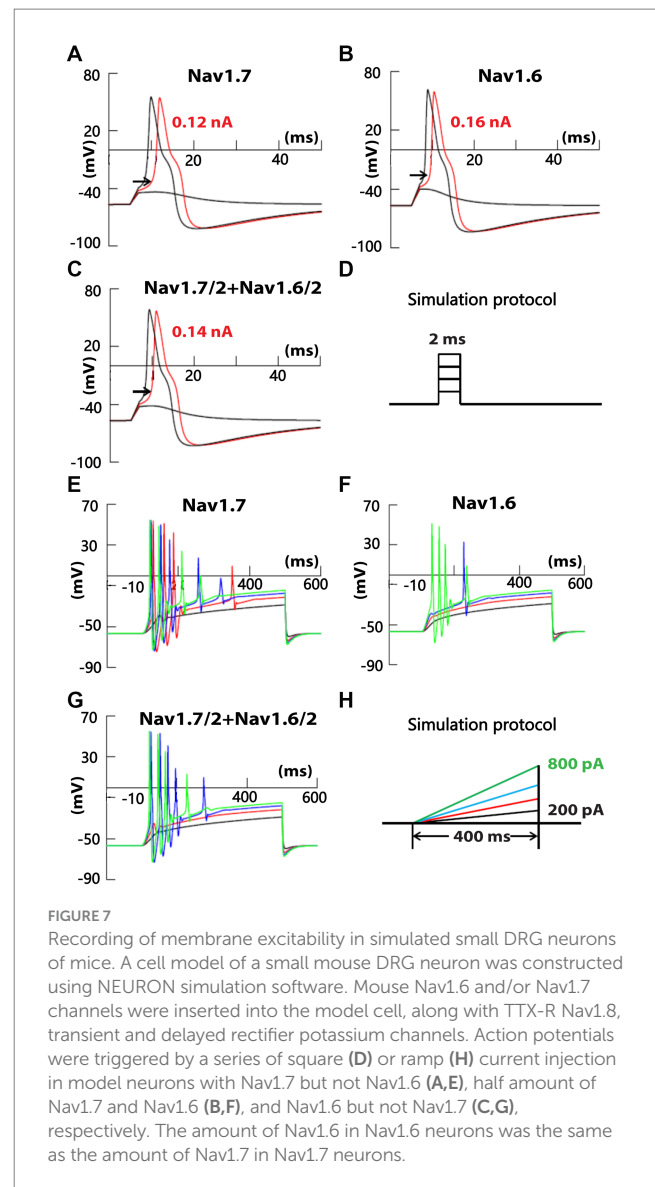 A
Nav1.7
80
20
-40
-100
(mV)
0.12 nA
(ms)
20
40
B
Nav1.6
80
20
-40
-100
(mV)
0.16 nA
(ms)
20
40
C
Nav1.7/2+Nav1.6/2
80
20
-40
-100
(mV)
0.14 nA
(ms)
20
40
D
Simulation protocol
2 ms
E
Nav1.7
70
30
-50
-90
(mV)
(ms)
-10
400
600
F
Nav1.6
70
30
-50
-90
(mV)
(ms)
-10
400
600
G
Nav1.7/2+Nav1.6/2
70
30
-50
-90
(mV)
(ms)
-10
400
600
H
Simulation protocol
800 pA
200 pA
400 ms
FIGURE 7
Recording of membrane excitability in simulated small DRG neurons
of mice. A cell model of a small mouse DRG neuron was constructed
using NEURON simulation software. Mouse Nav1.6 and/or Nav1.7
channels were inserted into the model cell, along with TTX-R Nav1.8,
transient and delayed rectifier potassium channels. Action potentials
were triggered by a series of square (D) or ramp (H) current injection
in model neurons with Nav1.7 but not Nav1.6 (A,E), half amount of
Nav1.7 and Nav1.6 (B,F), and Nav1.6 but not Nav1.7 (C,G),
respectively. The amount of Nav1.6 in Nav1.6 neurons was the same
as the amount of Nav1.7 in Nav1.7 neurons.